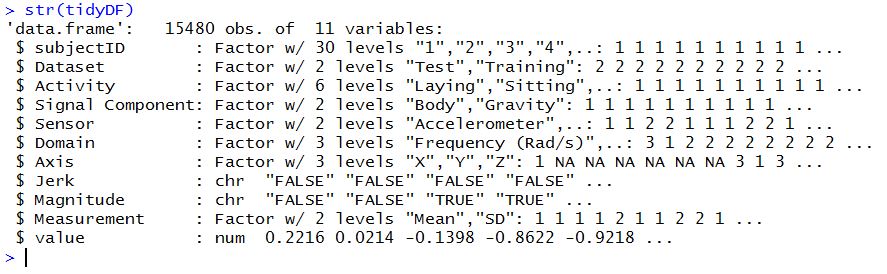 > str(tidyDF)
'data.frame':   15480 obs. of  11 variables:
 $ subjectID       : Factor w/ 30 levels "1","2","3","4",..: 1 1 1 1 1 1 1 1 1 1 ...
 $ Dataset         : Factor w/ 2 levels "Test","Training": 2 2 2 2 2 2 2 2 2 2 ...
 $ Activity        : Factor w/ 6 levels "Laying","Sitting",..: 1 1 1 1 1 1 1 1 1 1 ...
 $ Signal Component: Factor w/ 2 levels "Body","Gravity": 1 1 1 1 1 1 1 1 1 1 ...
 $ Sensor          : Factor w/ 2 levels "Accelerometer",..: 1 1 2 2 1 1 1 2 2 1 ...
 $ Domain          : Factor w/ 3 levels "Frequency (Rad/s)",..: 3 1 2 2 2 2 2 2 2 2 ...
 $ Axis            : Factor w/ 3 levels "X","Y","Z": 1 NA NA NA NA NA NA 3 1 3 ...
 $ Jerk            : chr  "FALSE" "FALSE" "FALSE" "FALSE" ...
 $ Magnitude       : chr  "FALSE" "FALSE" "TRUE" "TRUE" ...
 $ Measurement     : Factor w/ 2 levels "Mean","SD": 1 1 1 1 2 1 1 2 2 1 ...
 $ value           : num  0.2216 0.0214 -0.1398 -0.8622 -0.9218 ...
>